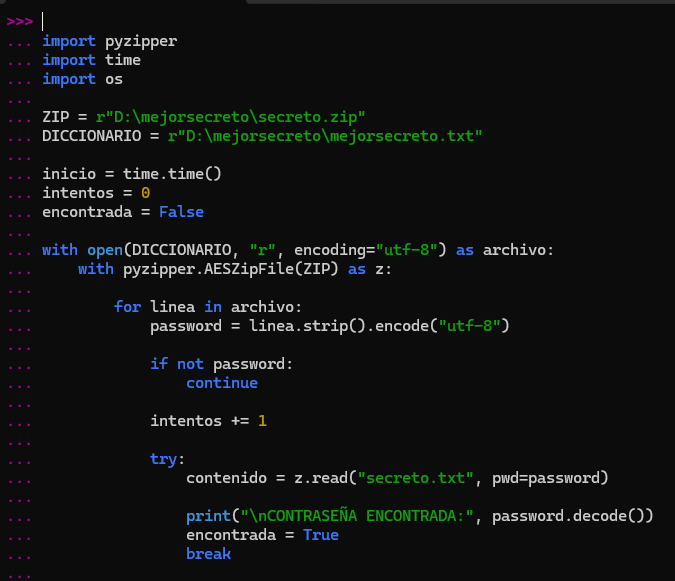 >>>
... import pyzipper
... import time
... import os
...
... ZIP = r"D:\mejorsecreto\secreto.zip"
... DICCIONARIO = r"D:\mejorsecreto\mejorsecreto.txt"
...
... inicio = time.time()
... intentos = 0
... encontrada = False
...
... with open(DICCIONARIO, "r", encoding="utf-8") as archivo:
...     with pyzipper.AESZipFile(ZIP) as z:
...
...         for linea in archivo:
...             password = linea.strip().encode("utf-8")
...
...             if not password:
...                 continue
...
...             intentos += 1
...
...             try:
...                 contenido = z.read("secreto.txt", pwd=password)
...
...                 print("\nCONTRASEÑA ENCONTRADA:", password.decode())
...                 encontrada = True
...                 break
...